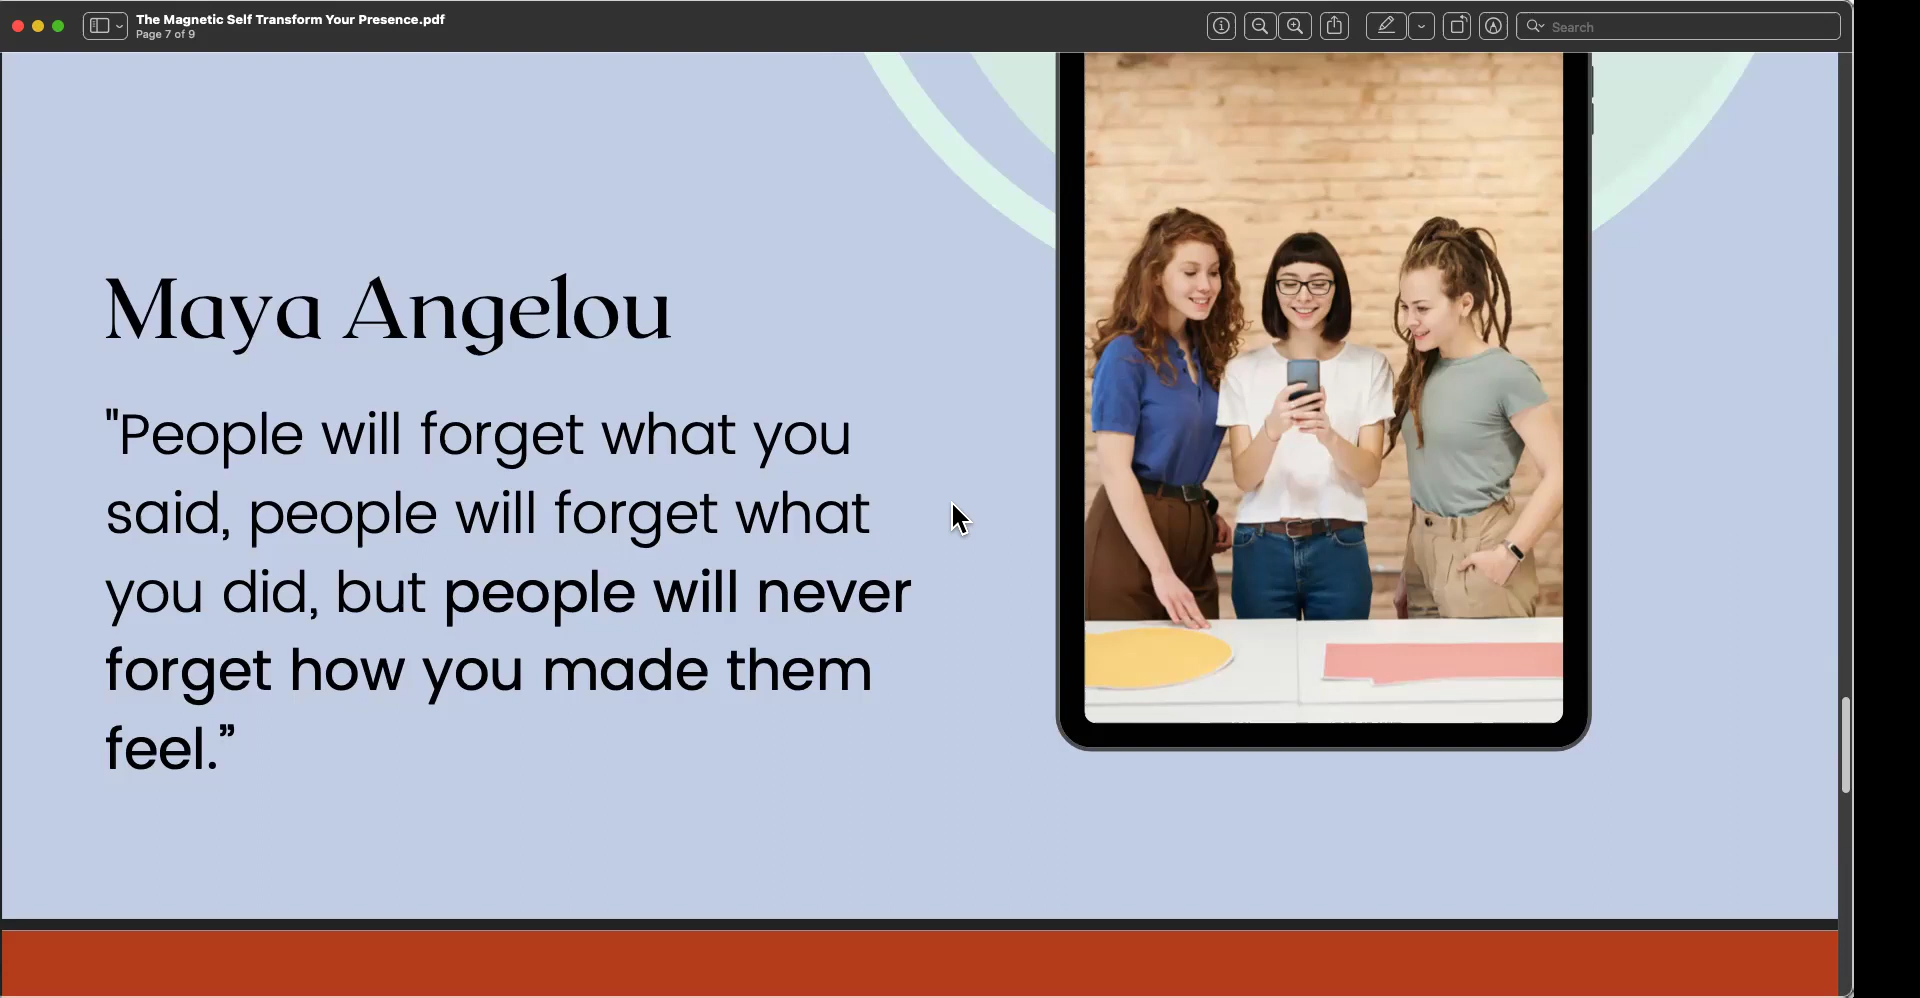 The Magnetic Self Transform Your Presence.pdf
Page 7 of 9
Search
Maya Angelou
"People will forget what you
said, people will forget what
you did, but people will never
forget how you made them
feel.”